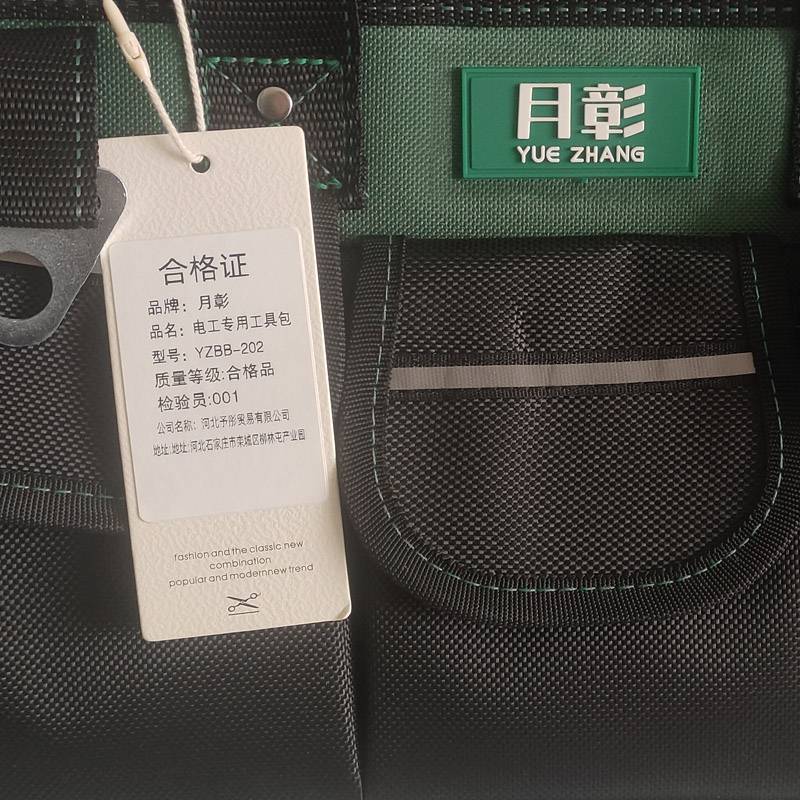 月彰
YUE ZHANG
合格证
品牌：月彰
品名：电工专用工具包
型号：YZBB-202
质量等级:合格品
检验员:001
公司名称：河北予彤贸易有限公司
地址:地址:河北石家庄市栾城区柳林屯产业园
fashion and the classic new
combination
popular and modernnew trend